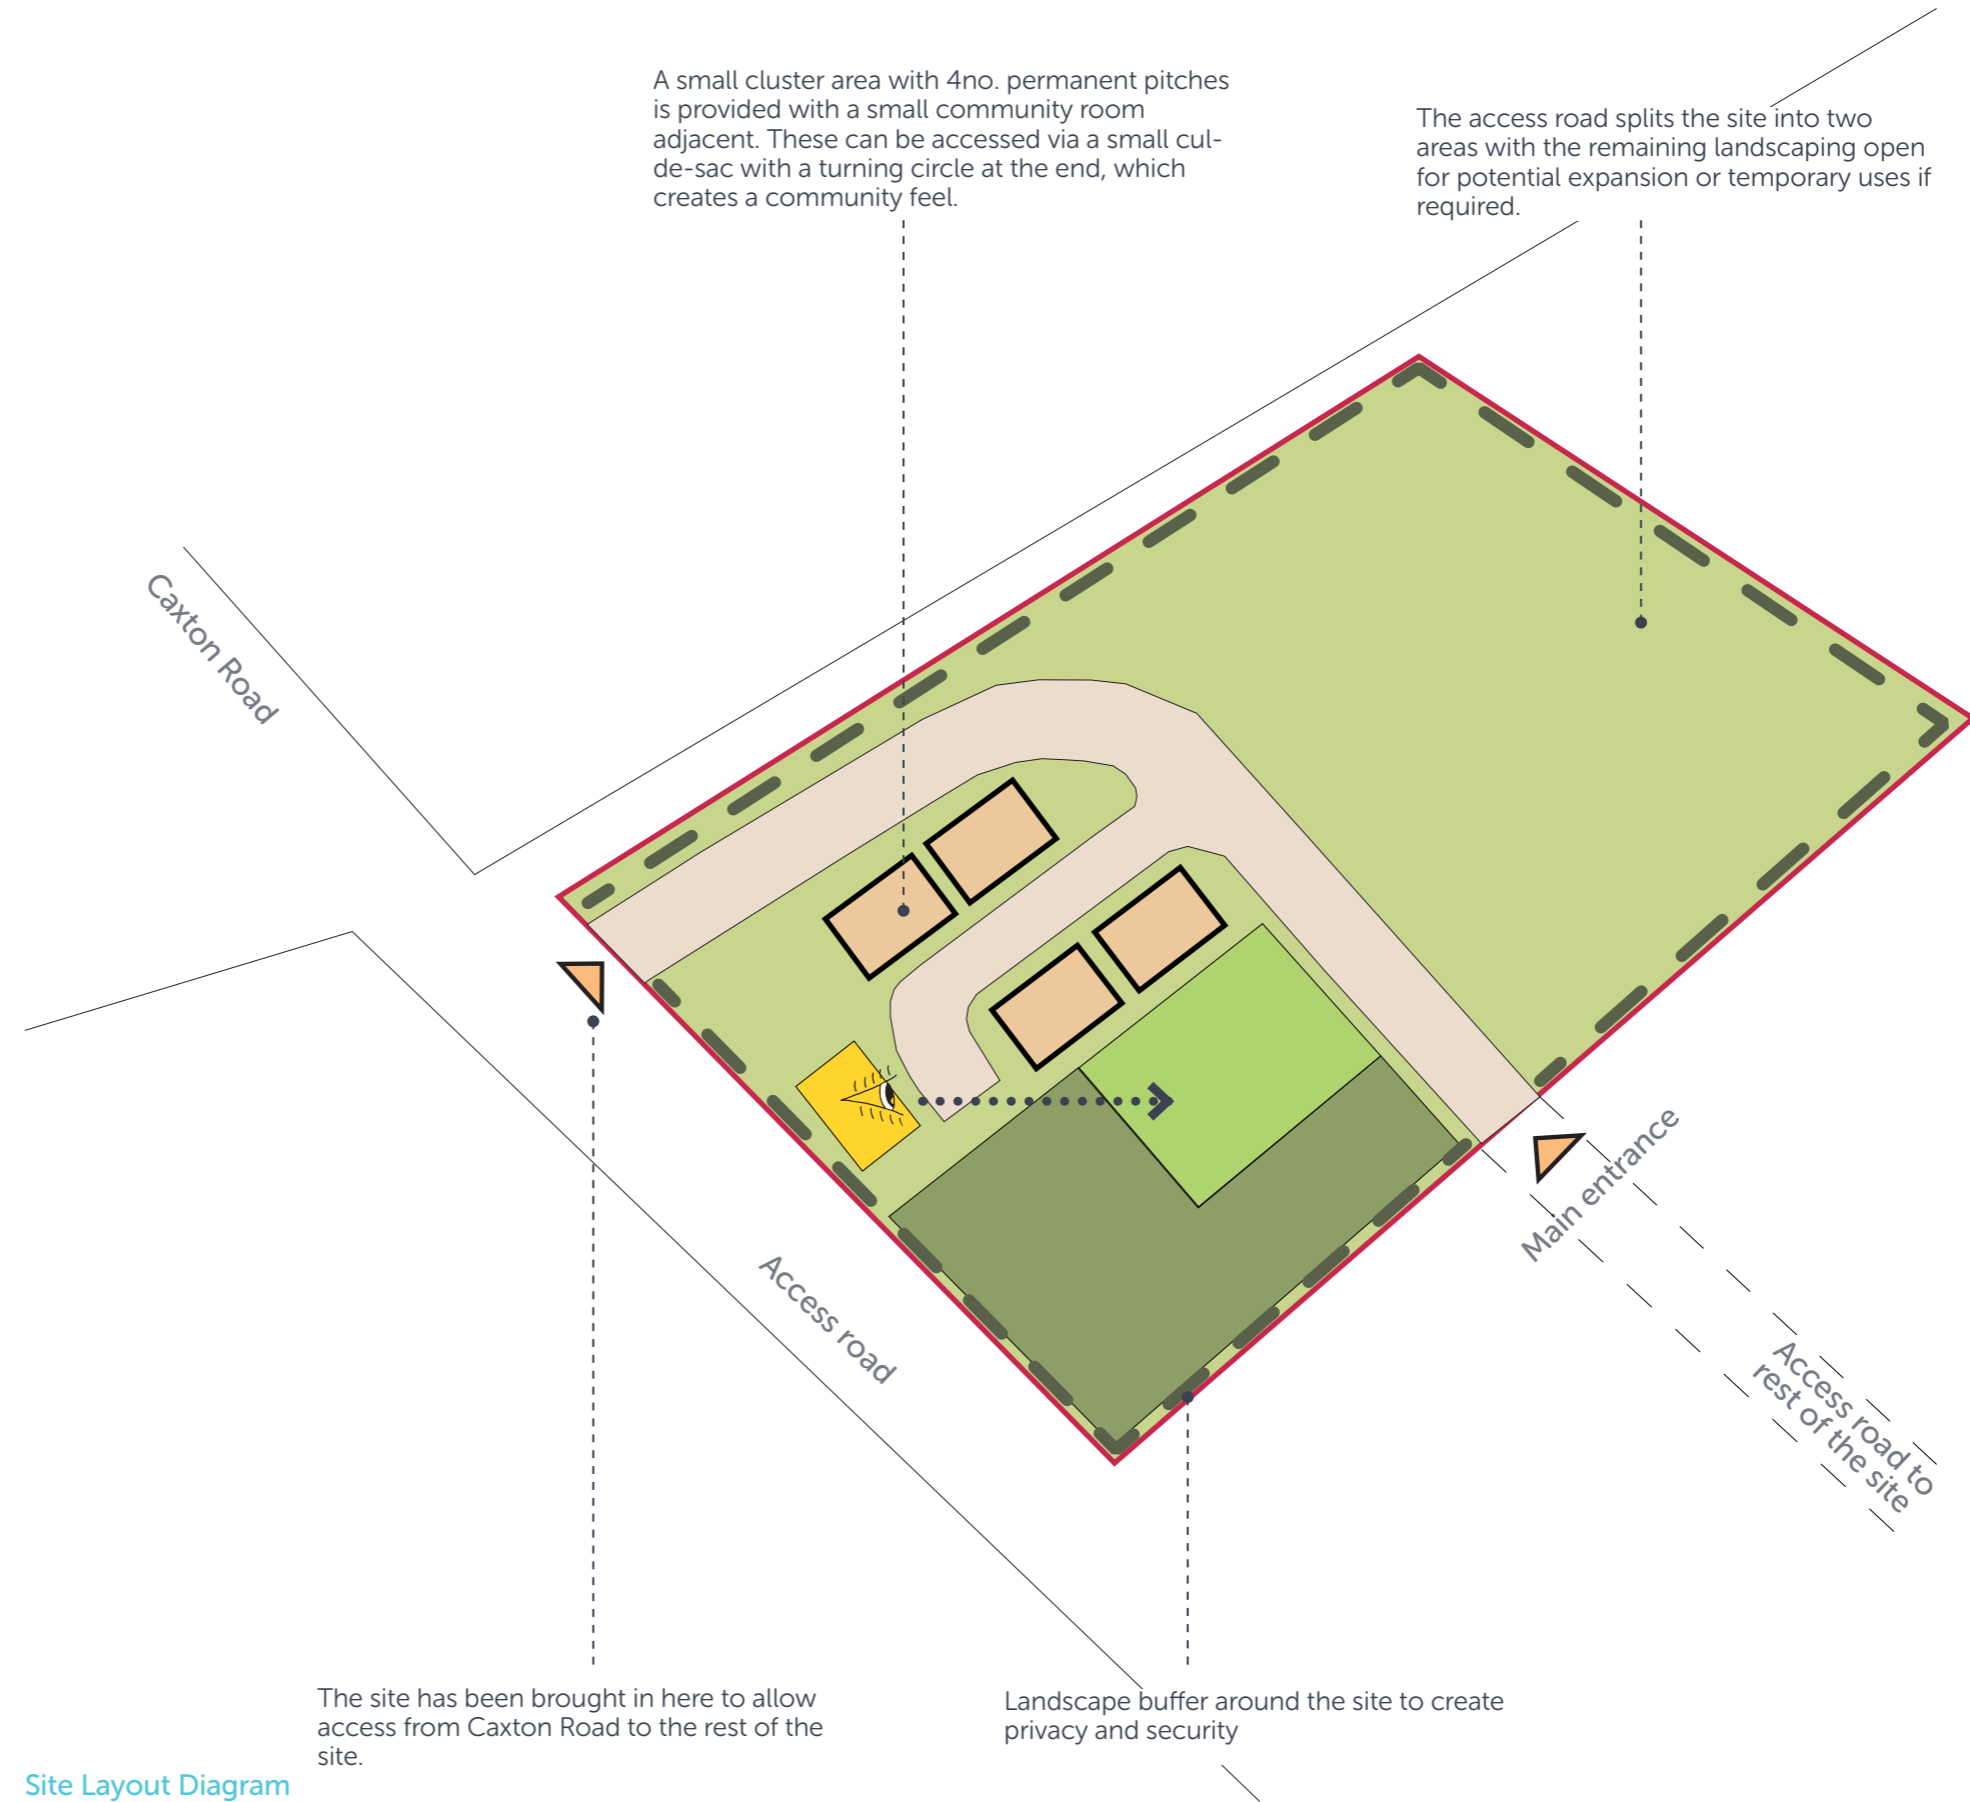 A small cluster area with 4no. permanent pitches
is provided with a small community room
adjacent. These can be accessed via a small cul-
de-sac with a turning circle at the end, which
creates a community feel.
The access road splits the site into two
areas with the remaining landscaping open
for potential expansion or temporary uses if
required.
Caxton Road
Main entrance
Access road
Access road to
rest of the site
The site has been brought in here to allow
access from Caxton Road to the rest of the
site.
Landscape buffer around the site to create
privacy and security
Site Layout Diagram